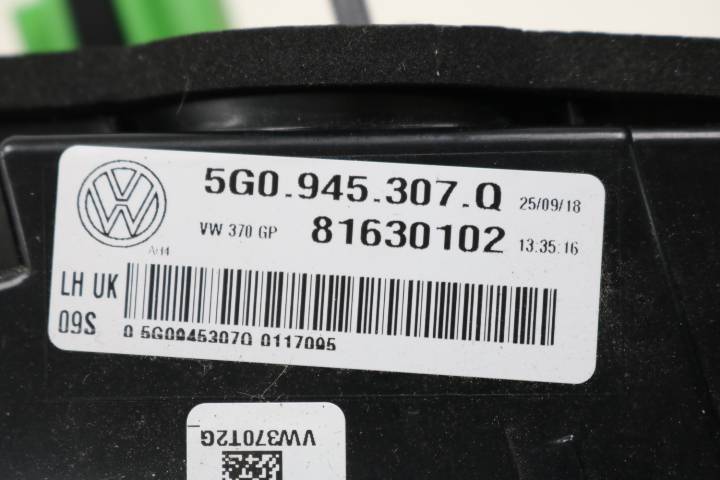 5G0.945.307.Q 25/09/18
VW 370 GP 81630102 13:35:16
LH UK
09S
0 5G0945307Q 0117095
VW370T2G